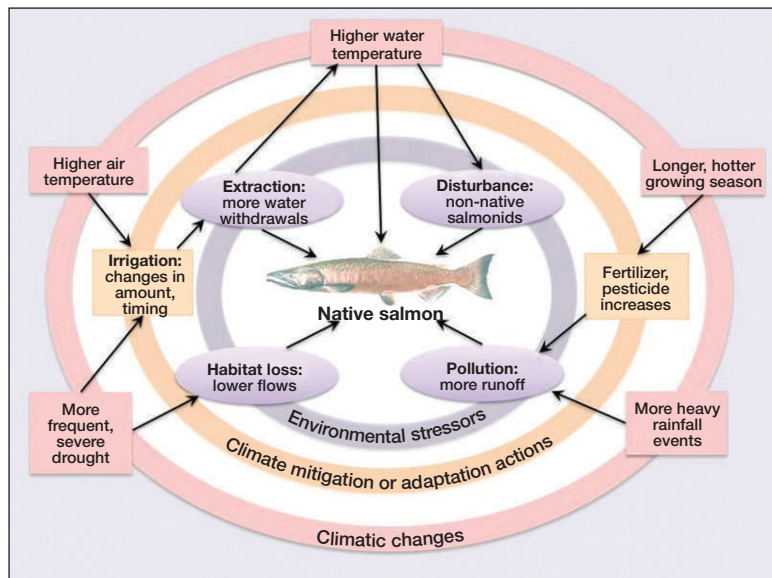 Higher water
temperature
Higher air
temperature
Longer, hotter
growing season
Extraction:
more water
withdrawals
Disturbance:
non-native
salmonids
Irrigation:
changes in
amount,
timing
Fertilizer,
pesticide
increases
Native salmon
Habitat loss:
lower flows
Pollution:
more runoff
More
frequent,
severe
drought
More heavy
rainfall
events
Environmental stressors
Climate mitigation or adaptation actions
Climatic changes